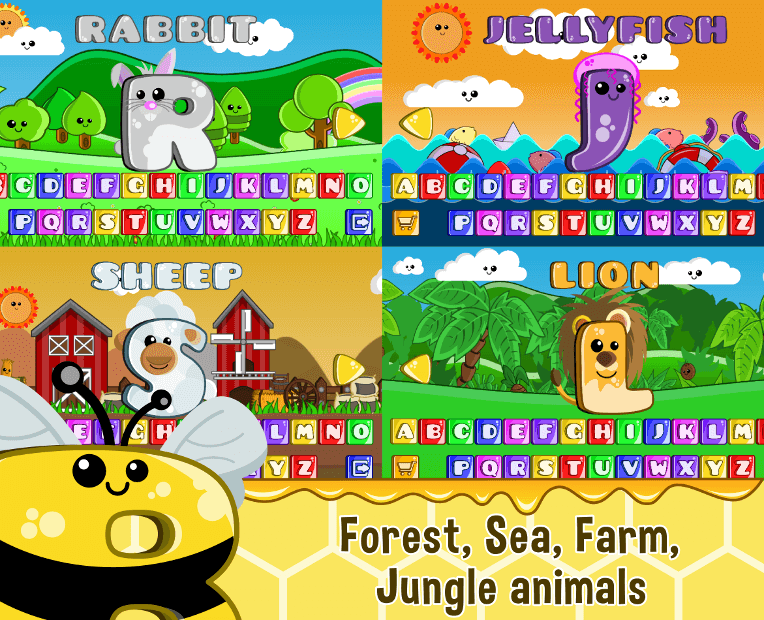 RABBIT
R
C D E F G H I J K L M N O
P Q R S T U V W X Y Z
JELLYFISH
J
A B C D E F G H I J K L M
P Q R S T U V W X Y Z
SHEEP
S
E G H L M N O
Y Z
LION
L
A B C D E F G H I J K L M
P Q R S T U V W X Y Z
B
Forest, Sea, Farm,
Jungle animals